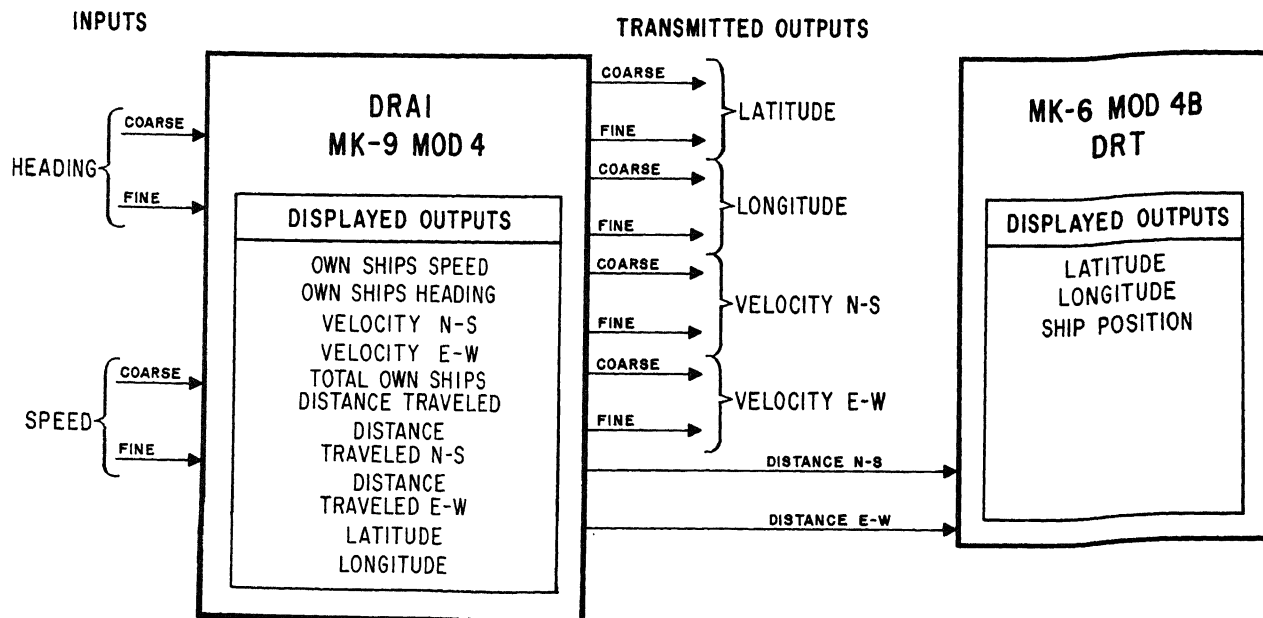 INPUTS
HEADING
COARSE
FINE
SPEED
COARSE
FINE
DRAI
MK-9 MOD 4
DISPLAYED OUTPUTS
OWN SHIPS SPEED
OWN SHIPS HEADING
VELOCITY N-S
VELOCITY E-W
TOTAL OWN SHIPS
DISTANCE TRAVELED
DISTANCE
TRAVELED N-S
DISTANCE
TRAVELED E-W
LATITUDE
LONGITUDE
TRANSMITTED OUTPUTS
COARSE
FINE
LATITUDE
COARSE
FINE
LONGITUDE
COARSE
FINE
VELOCITY N-S
COARSE
FINE
VELOCITY E-W
DISTANCE N-S
DISTANCE E-W
MK-6 MOD 4B
DRT
DISPLAYED OUTPUTS
LATITUDE
LONGITUDE
SHIP POSITION